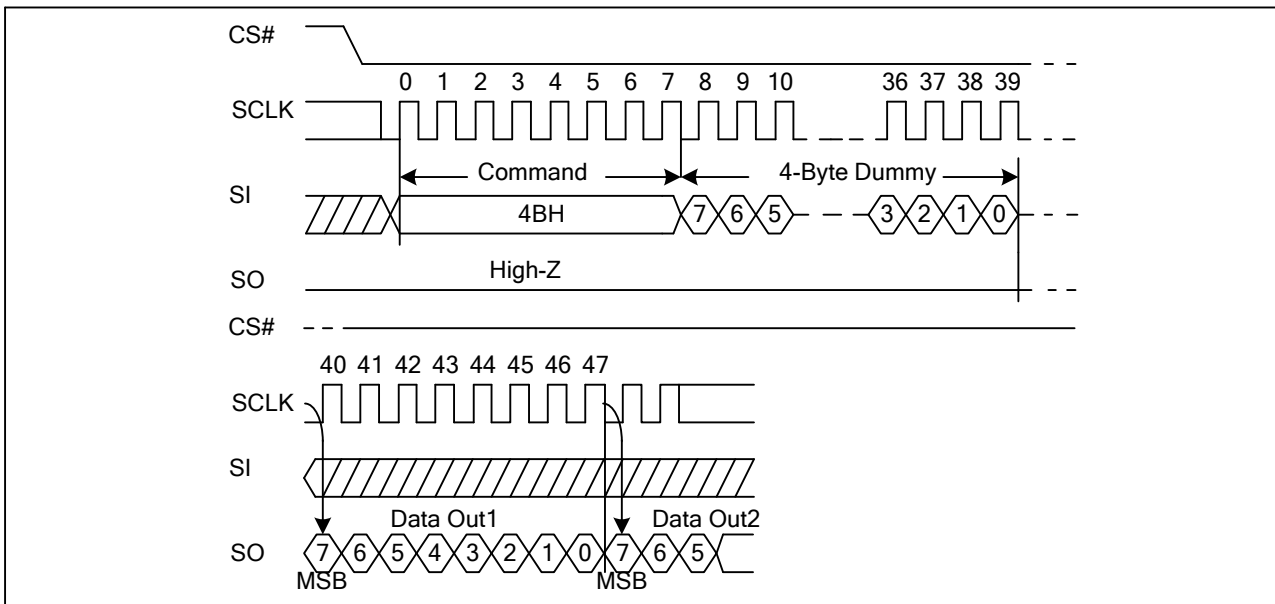 CS#
0 1 2 3 4 5 6 7 8 9 10 36 37 38 39
SCLK
Command 4-Byte Dummy
SI
4BH 7 6 5 3 2 1 0
High-Z
SO
CS#
40 41 42 43 44 45 46 47
SCLK
SI
Data Out1 Data Out2
SO 7 6 5 4 3 2 1 0 7 6 5
MSB MSB